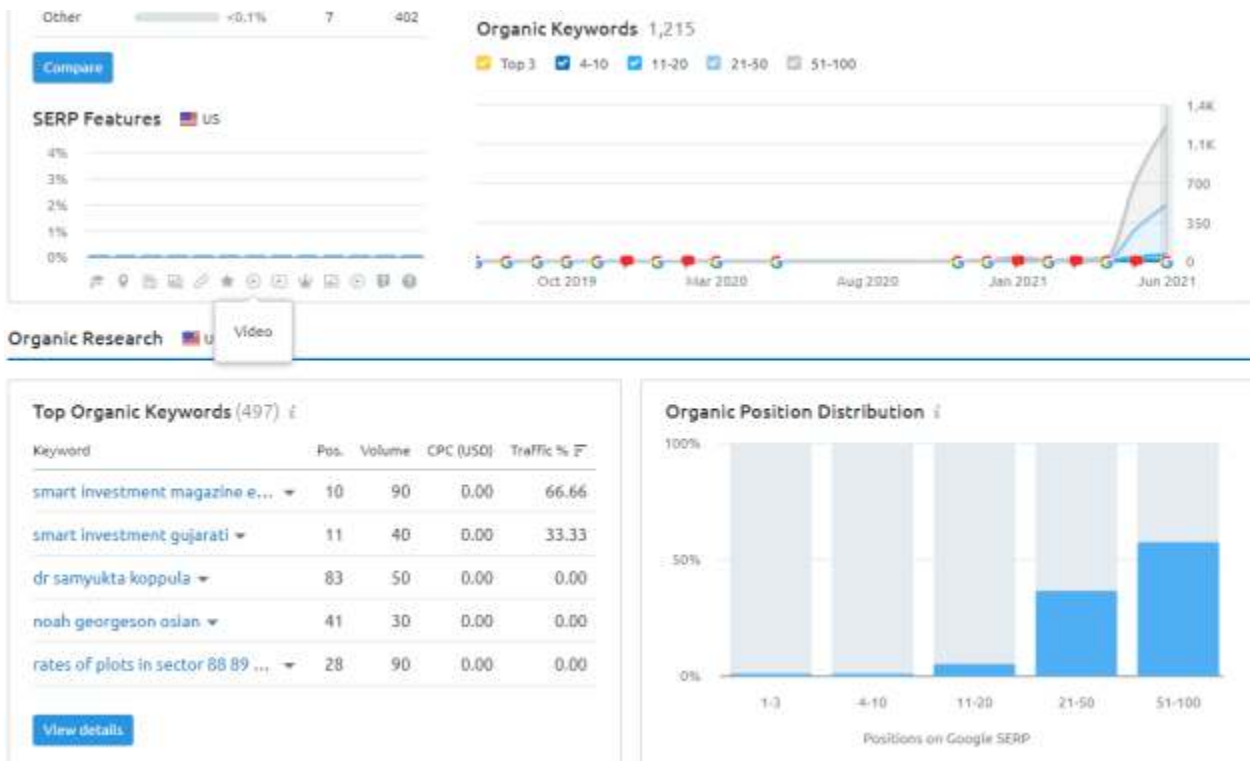 Other <0.1% 7 402
Compare
SERP Features US
4%
3%
2%
1%
0%
Video
Organic Keywords 1,215
Top 3 4-10 11-20 21-50 51-100
1,4K
1,1K
700
350
0
Oct 2019 Mar 2020 Aug 2020 Jan 2021 Jun 2021
Organic Research U
Top Organic Keywords (497) i
Keyword Pos. Volume CPC (USD) Traffic %
smart investment magazine e... 10 90 0.00 66.66
smart investment gujarati 11 40 0.00 33.33
dr samyukta koppula 83 50 0.00 0.00
noah georgeson osian 41 30 0.00 0.00
rates of plots in sector 88 89 ... 28 90 0.00 0.00
View details
Organic Position Distribution i
100%
50%
0%
1-3 4-10 11-20 21-50 51-100
Positions on Google SERP